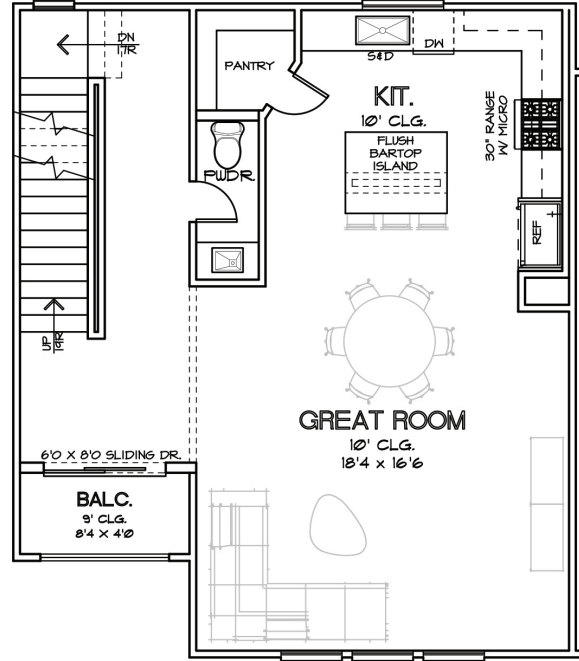 DN
17R
PANTRY
S&D
DW
KIT.
10' CLG.
FLUSH
BARTOP
ISLAND
30" RANGE
W/ MICRO
PWDR.
REF
UP
19R
GREAT ROOM
10' CLG.
18'4 x 16'6
6'0 X 8'0 SLIDING DR.
BALC.
9' CLG.
8'4 X 4'0